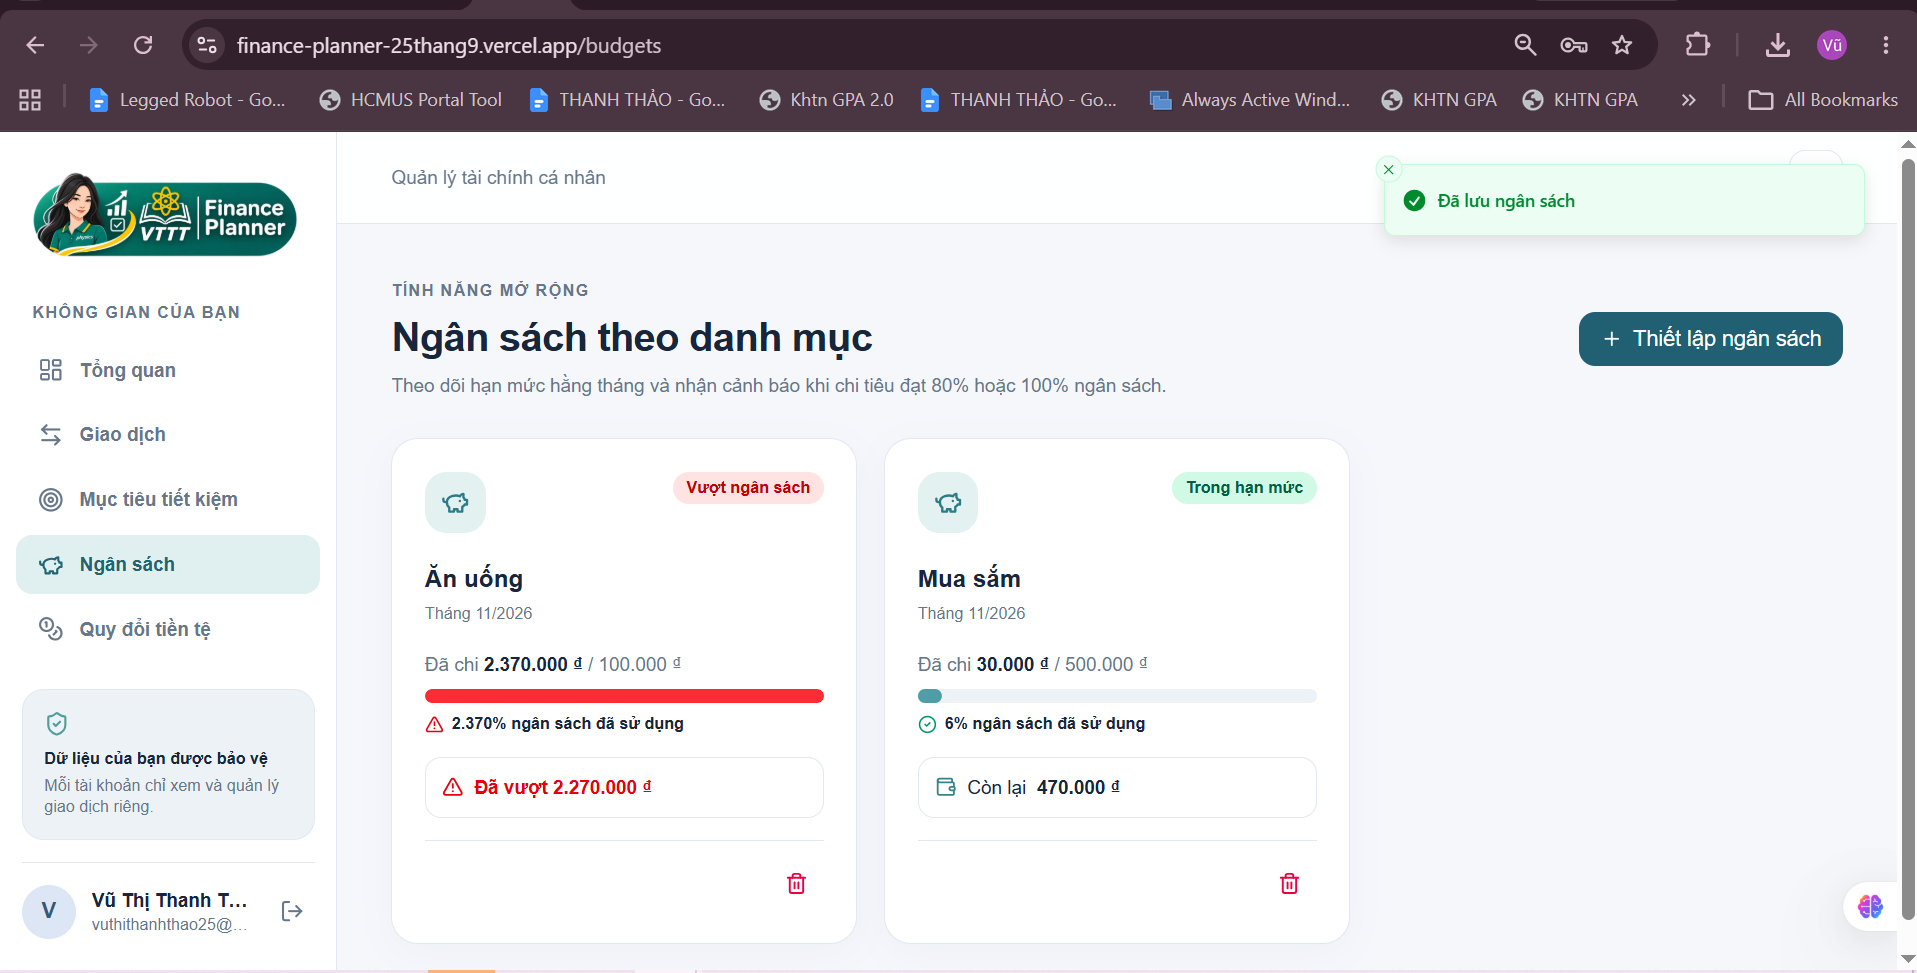 finance-planner-25thang9.vercel.app/budgets
Vũ
Legged Robot - Go...
HCMUS Portal Tool
THANH THẢO - Go...
Khtn GPA 2.0
THANH THẢO - Go...
Always Active Wind...
KHTN GPA
KHTN GPA
All Bookmarks
physics
VTTT
Finance
Planner
Quản lý tài chính cá nhân
Đã lưu ngân sách
KHÔNG GIAN CỦA BẠN
Tổng quan
Giao dịch
Mục tiêu tiết kiệm
Ngân sách
Quy đổi tiền tệ
Dữ liệu của bạn được bảo vệ
Mỗi tài khoản chỉ xem và quản lý
giao dịch riêng.
V
Vũ Thị Thanh T...
vuthithanhthao25@...
TÍNH NĂNG MỞ RỘNG
Ngân sách theo danh mục
Theo dõi hạn mức hằng tháng và nhận cảnh báo khi chi tiêu đạt 80% hoặc 100% ngân sách.
+ Thiết lập ngân sách
Vượt ngân sách
Ăn uống
Tháng 11/2026
Đã chi 2.370.000 ₫ / 100.000 ₫
2.370% ngân sách đã sử dụng
Đã vượt 2.270.000 ₫
Trong hạn mức
Mua sắm
Tháng 11/2026
Đã chi 30.000 ₫ / 500.000 ₫
6% ngân sách đã sử dụng
Còn lại 470.000 ₫